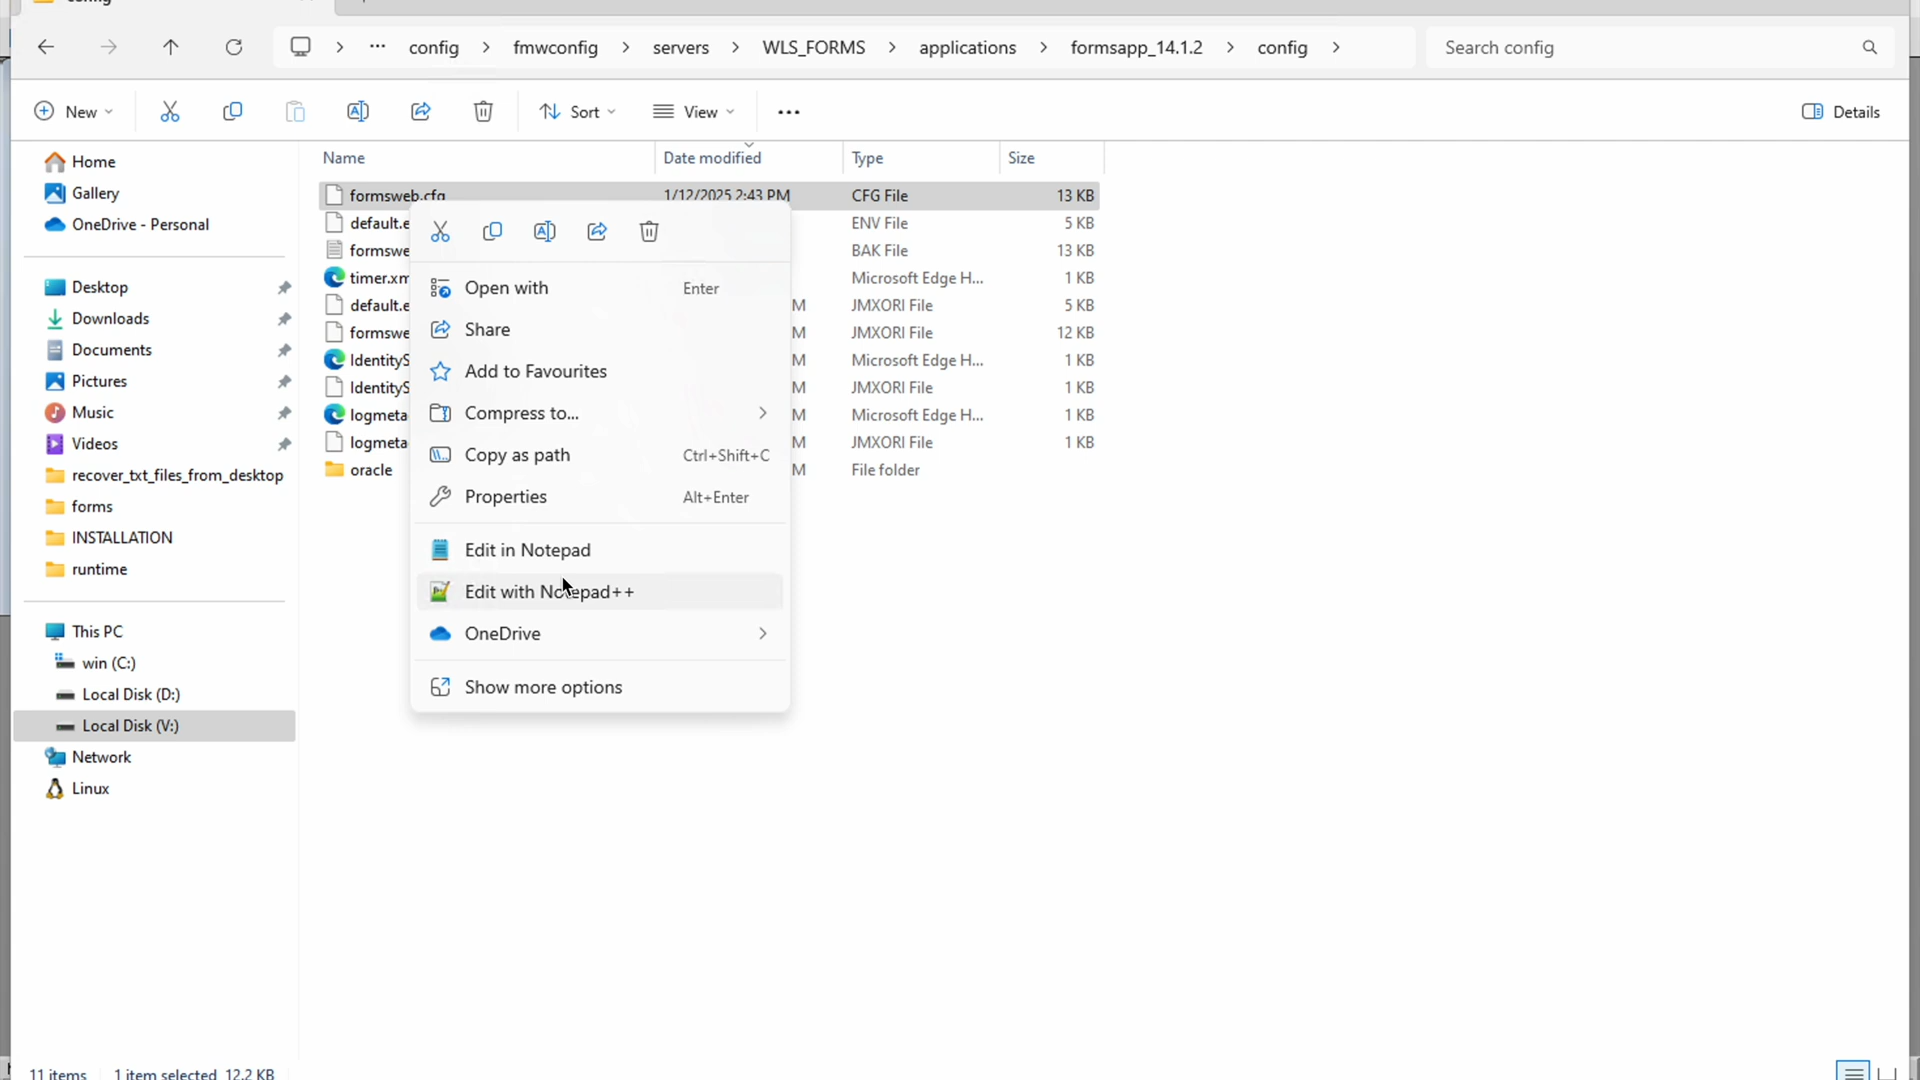 config
config > fmwconfig > servers > WLS_FORMS > applications > formsapp_14.1.2 > config >
Search config
New
Sort
View
Details
Name Date modified Type Size
Home
Gallery
OneDrive - Personal
Desktop
Downloads
Documents
Pictures
Music
Videos
recover_txt_files_from_desktop
forms
INSTALLATION
runtime
This PC
win (C:)
Local Disk (D:)
Local Disk (V:)
Network
Linux
formsweb.cfg 1/12/2025 2:43 PM CFG File 13 KB
default.e ENV File 5 KB
formswe BAK File 13 KB
timer.xm Microsoft Edge H... 1 KB
default.e M JMXORI File 5 KB
formswe M JMXORI File 12 KB
IdentityS M Microsoft Edge H... 1 KB
IdentityS M JMXORI File 1 KB
logmeta M Microsoft Edge H... 1 KB
logmeta M JMXORI File 1 KB
oracle M File folder
Open with Enter
Share
Add to Favourites
Compress to...
Copy as path Ctrl+Shift+C
Properties Alt+Enter
Edit in Notepad
Edit with Notepad++
OneDrive
Show more options
11 items 1 item selected 12.2 KB